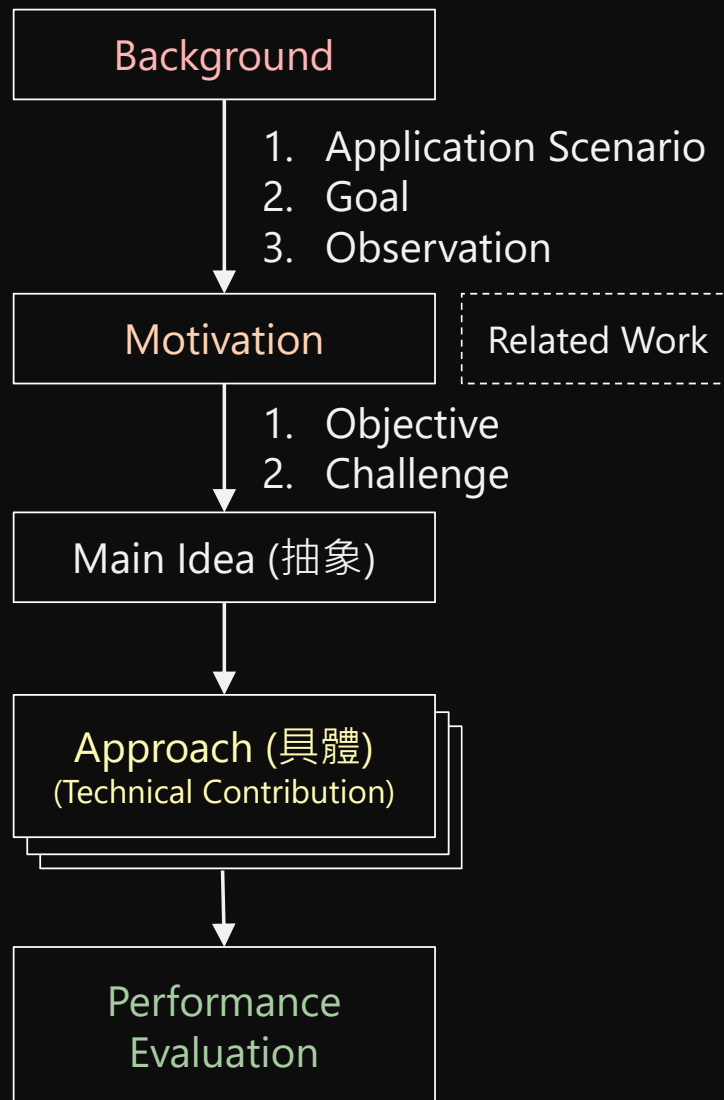 Background
1. Application Scenario
2. Goal
3. Observation
Motivation
Related Work
1. Objective
2. Challenge
Main Idea (抽象)
Approach (具體)
(Technical Contribution)
Performance
Evaluation